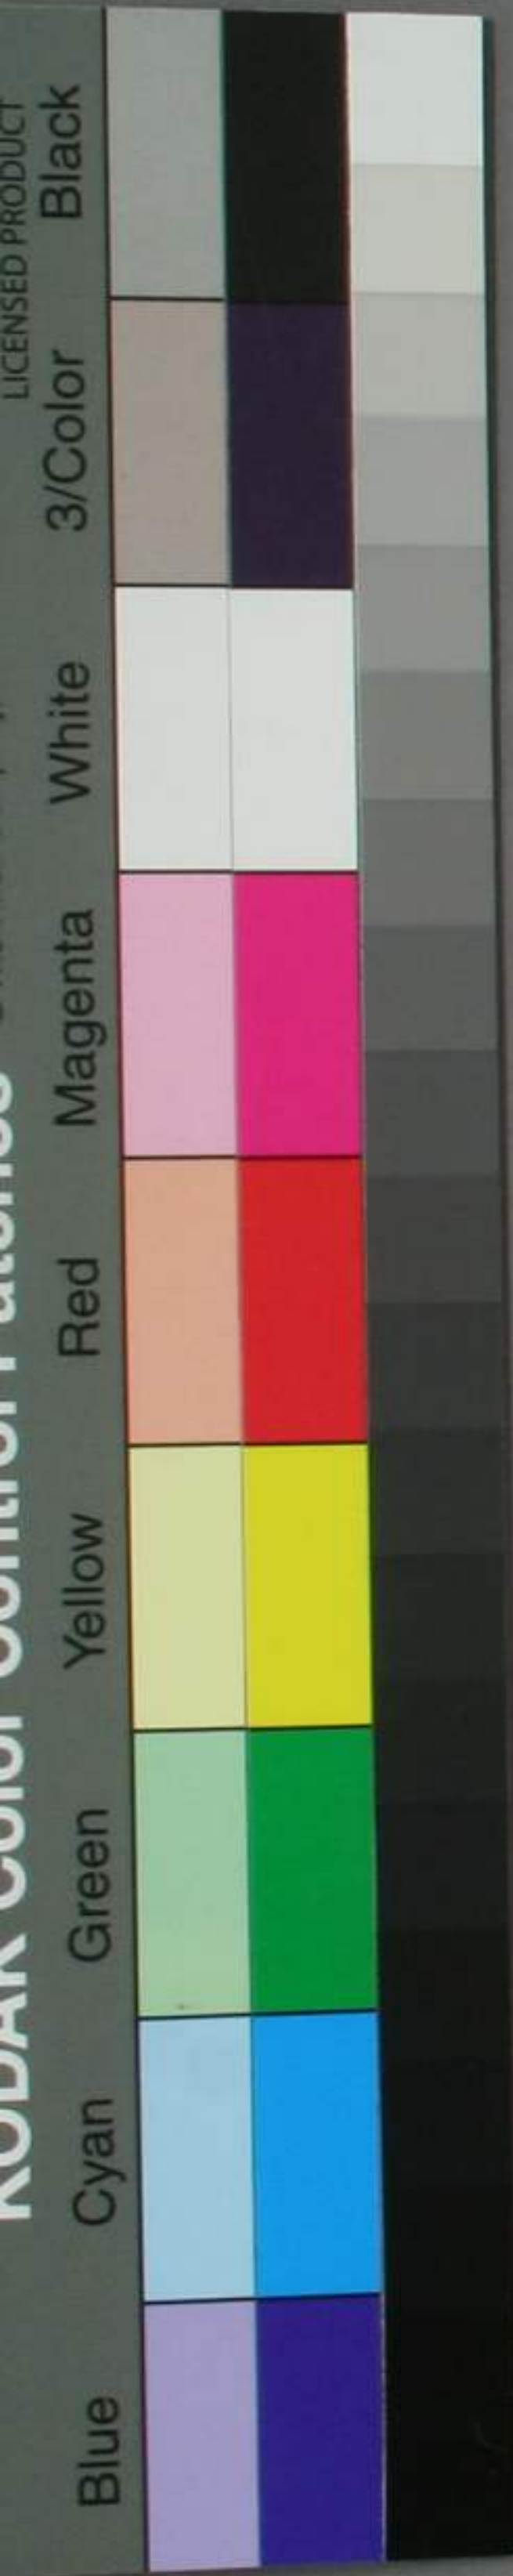 KODAK Color Control Patches
LICENSED PRODUCT
Blue Cyan Green Yellow Red Magenta White 3/Color Black